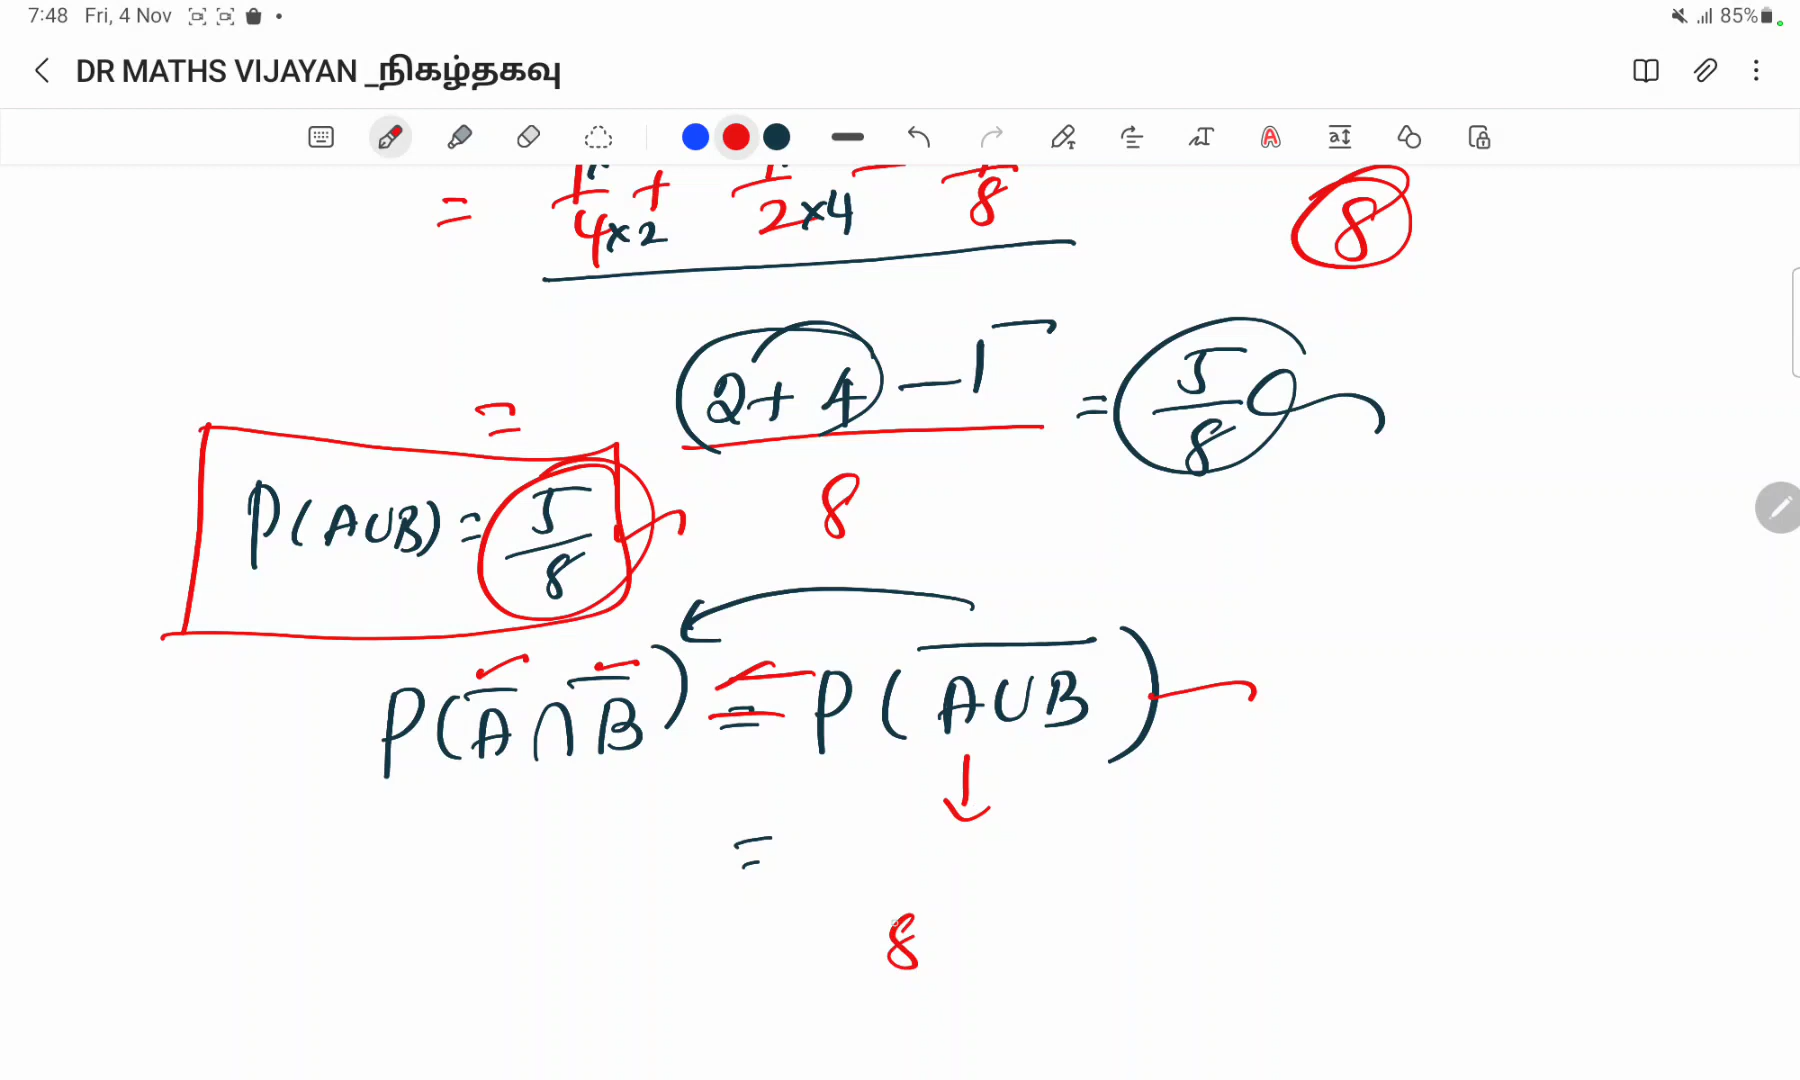 7:48 Fri, 4 Nov 85%
DR MATHS VIJAYAN _நிகழ்தகவு
= 1/4×2 + 1/2×4 − 1/8 8
= (2+4 − 1)/8 = 5/8
P(A∪B) = 5/8
P(A̅ ∩ B̅) = P(A̅∪̅B̅)
=
8